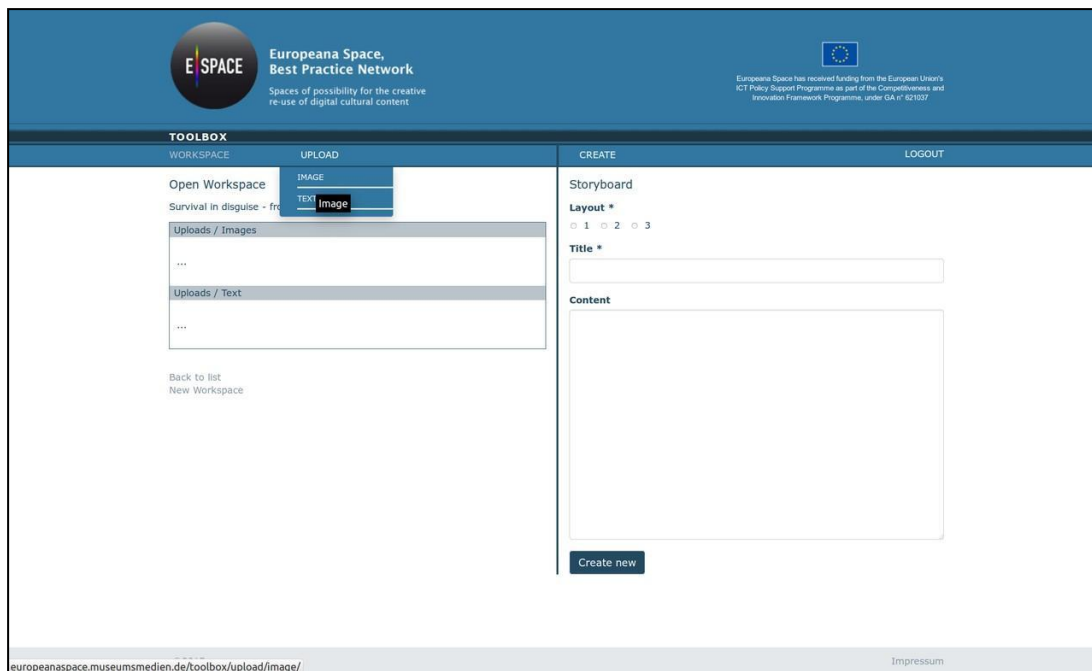 E SPACE
Europeana Space,
Best Practice Network
Spaces of possibility for the creative
re-use of digital cultural content
Europeana Space has received funding from the European Union's
ICT Policy Support Programme as part of the Competitiveness and
Innovation Framework Programme, under GA n° 621037
TOOLBOX
WORKSPACE UPLOAD CREATE LOGOUT
IMAGE
TEXT
Image
Open Workspace
Survival in disguise - fro
Uploads / Images
...
Uploads / Text
...
Back to list
New Workspace
Storyboard
Layout *
1 2 3
Title *
Content
Create new
Impressum
europeanaspace.museumsmedien.de/toolbox/upload/image/